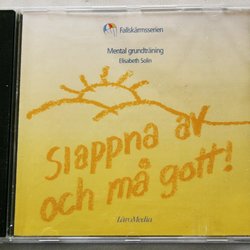 Fallskärmsserien
Mental grundträning
Elisabeth Solin
Slappna av
och må gott!
LäroMedia